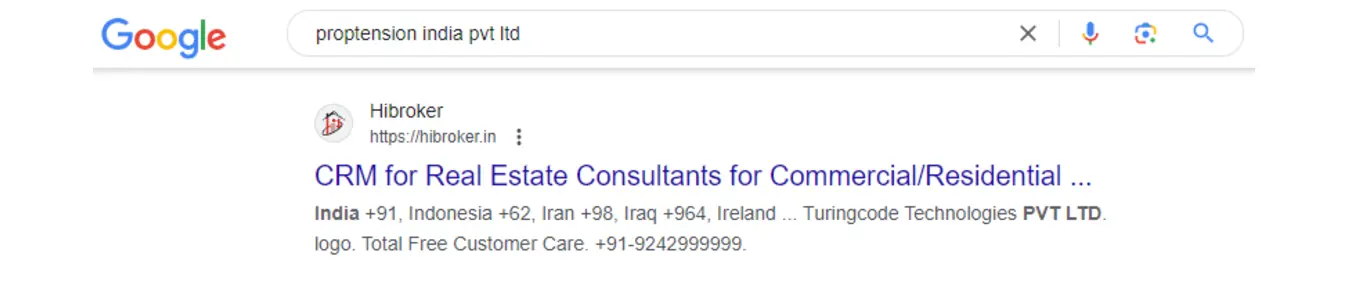 Google
proptension india pvt ltd
Hibroker
https://hibroker.in
CRM for Real Estate Consultants for Commercial/Residential ...
India +91, Indonesia +62, Iran +98, Iraq +964, Ireland ... Turingcode Technologies PVT LTD.
logo. Total Free Customer Care. +91-9242999999.